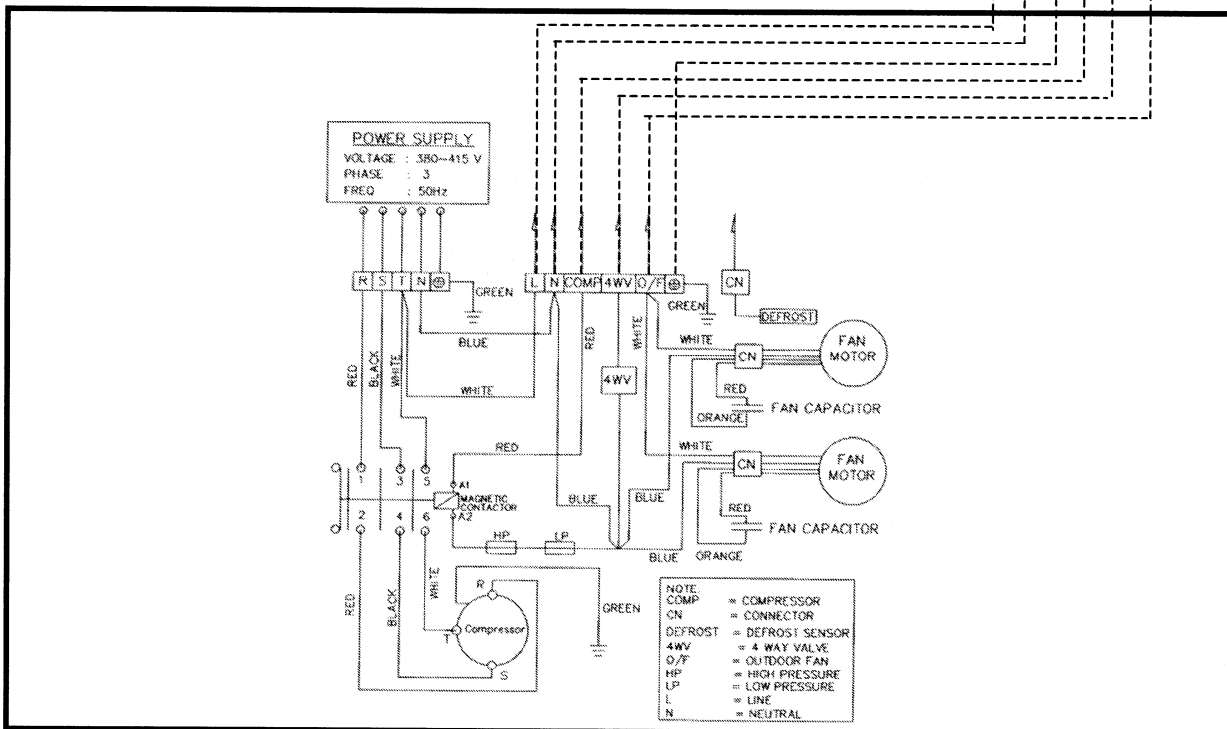 POWER SUPPLY
VOLTAGE : 380~415 V
PHASE : 3
FREQ : 50Hz
R S T N
GREEN
L N COMP 4WV O/F
GREEN
CN
DEFROST
BLUE
RED
WHITE
WHITE
CN
FAN
MOTOR
RED
BLACK
WHITE
WHITE
4WV
RED
ORANGE
FAN CAPACITOR
RED
WHITE
CN
FAN
MOTOR
1 3 5
A1
MAGNETIC
CONTACTOR
A2
2 4 6
BLUE
BLUE
RED
FAN CAPACITOR
HP
LP
BLUE
ORANGE
RED
BLACK
WHITE
R
Compressor
T
S
GREEN
NOTE:
COMP = COMPRESSOR
CN = CONNECTOR
DEFROST = DEFROST SENSOR
4WV = 4 WAY VALVE
O/F = OUTDOOR FAN
HP = HIGH PRESSURE
LP = LOW PRESSURE
L = LINE
N = NEUTRAL